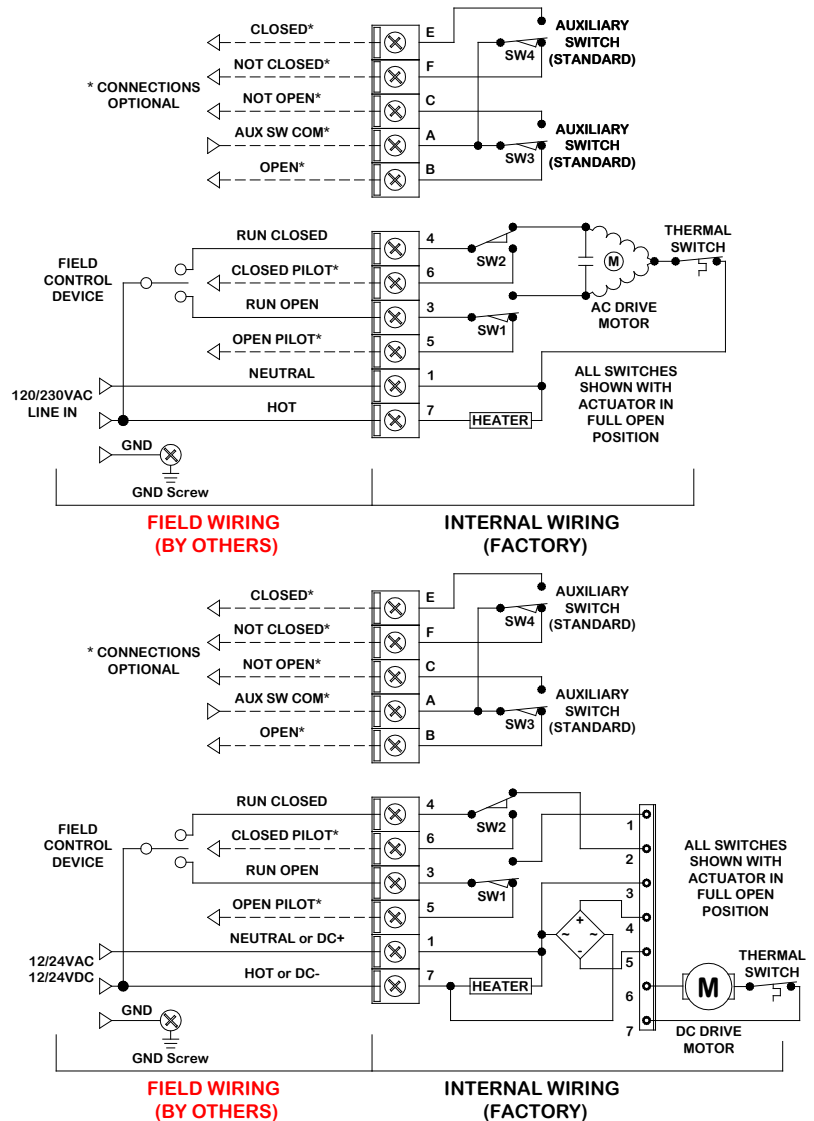 CLOSED*
NOT CLOSED*
* CONNECTIONS
OPTIONAL
NOT OPEN*
AUX SW COM*
OPEN*
E
F
C
A
B
SW4
AUXILIARY
SWITCH
(STANDARD)
SW3
AUXILIARY
SWITCH
(STANDARD)
RUN CLOSED
FIELD
CONTROL
DEVICE
CLOSED PILOT*
RUN OPEN
OPEN PILOT*
NEUTRAL
120/230VAC
LINE IN
HOT
GND
GND Screw
4
6
3
5
1
7
SW2
SW1
HEATER
M
AC DRIVE
MOTOR
THERMAL
SWITCH
ALL SWITCHES
SHOWN WITH
ACTUATOR IN
FULL OPEN
POSITION
FIELD WIRING
(BY OTHERS)
INTERNAL WIRING
(FACTORY)
CLOSED*
NOT CLOSED*
* CONNECTIONS
OPTIONAL
NOT OPEN*
AUX SW COM*
OPEN*
E
F
C
A
B
SW4
AUXILIARY
SWITCH
(STANDARD)
SW3
AUXILIARY
SWITCH
(STANDARD)
RUN CLOSED
FIELD
CONTROL
DEVICE
CLOSED PILOT*
RUN OPEN
OPEN PILOT*
NEUTRAL or DC+
12/24VAC
12/24VDC
HOT or DC-
GND
GND Screw
4
6
3
5
1
7
SW2
SW1
HEATER
+
~ ~
-
1
2
3
4
5
6
7
ALL SWITCHES
SHOWN WITH
ACTUATOR IN
FULL OPEN
POSITION
THERMAL
SWITCH
M
DC DRIVE
MOTOR
FIELD WIRING
(BY OTHERS)
INTERNAL WIRING
(FACTORY)